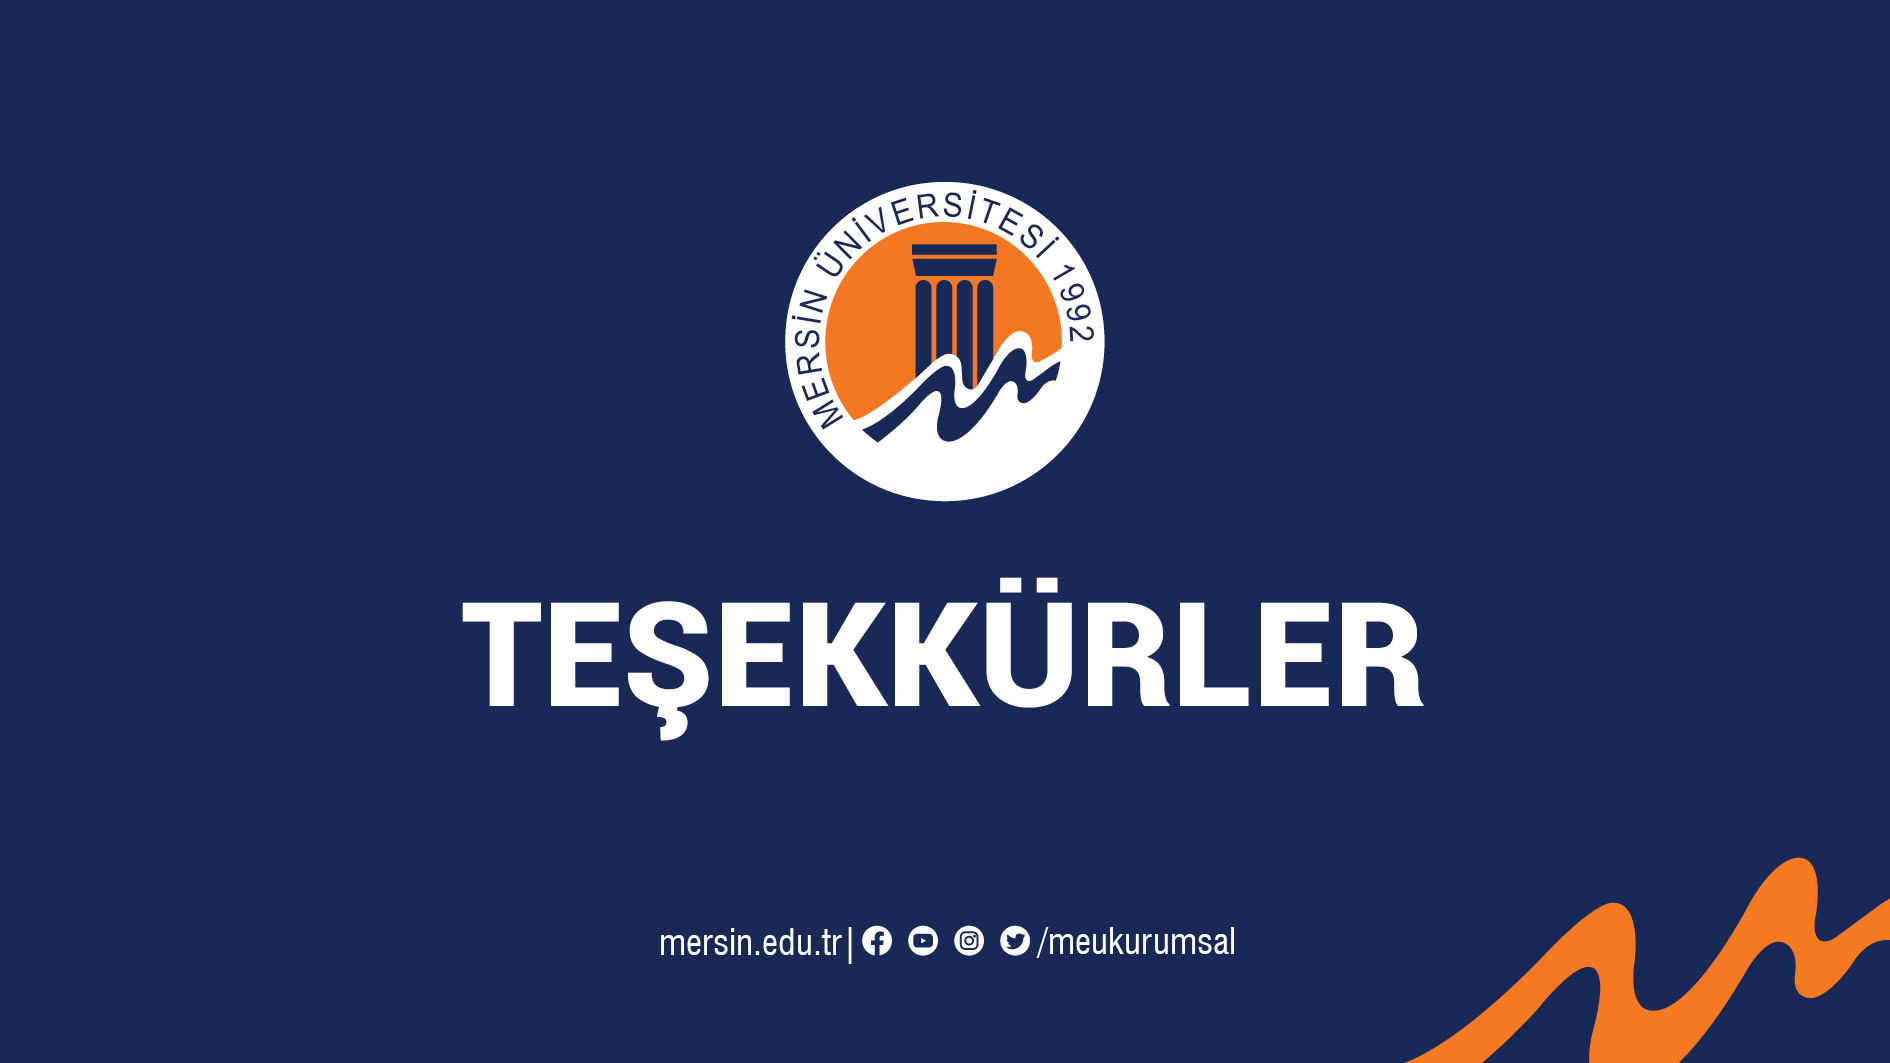 MERSİN ÜNİVERSİTESİ 1992
TEŞEKKÜRLER
mersin.edu.tr| /meukurumsal